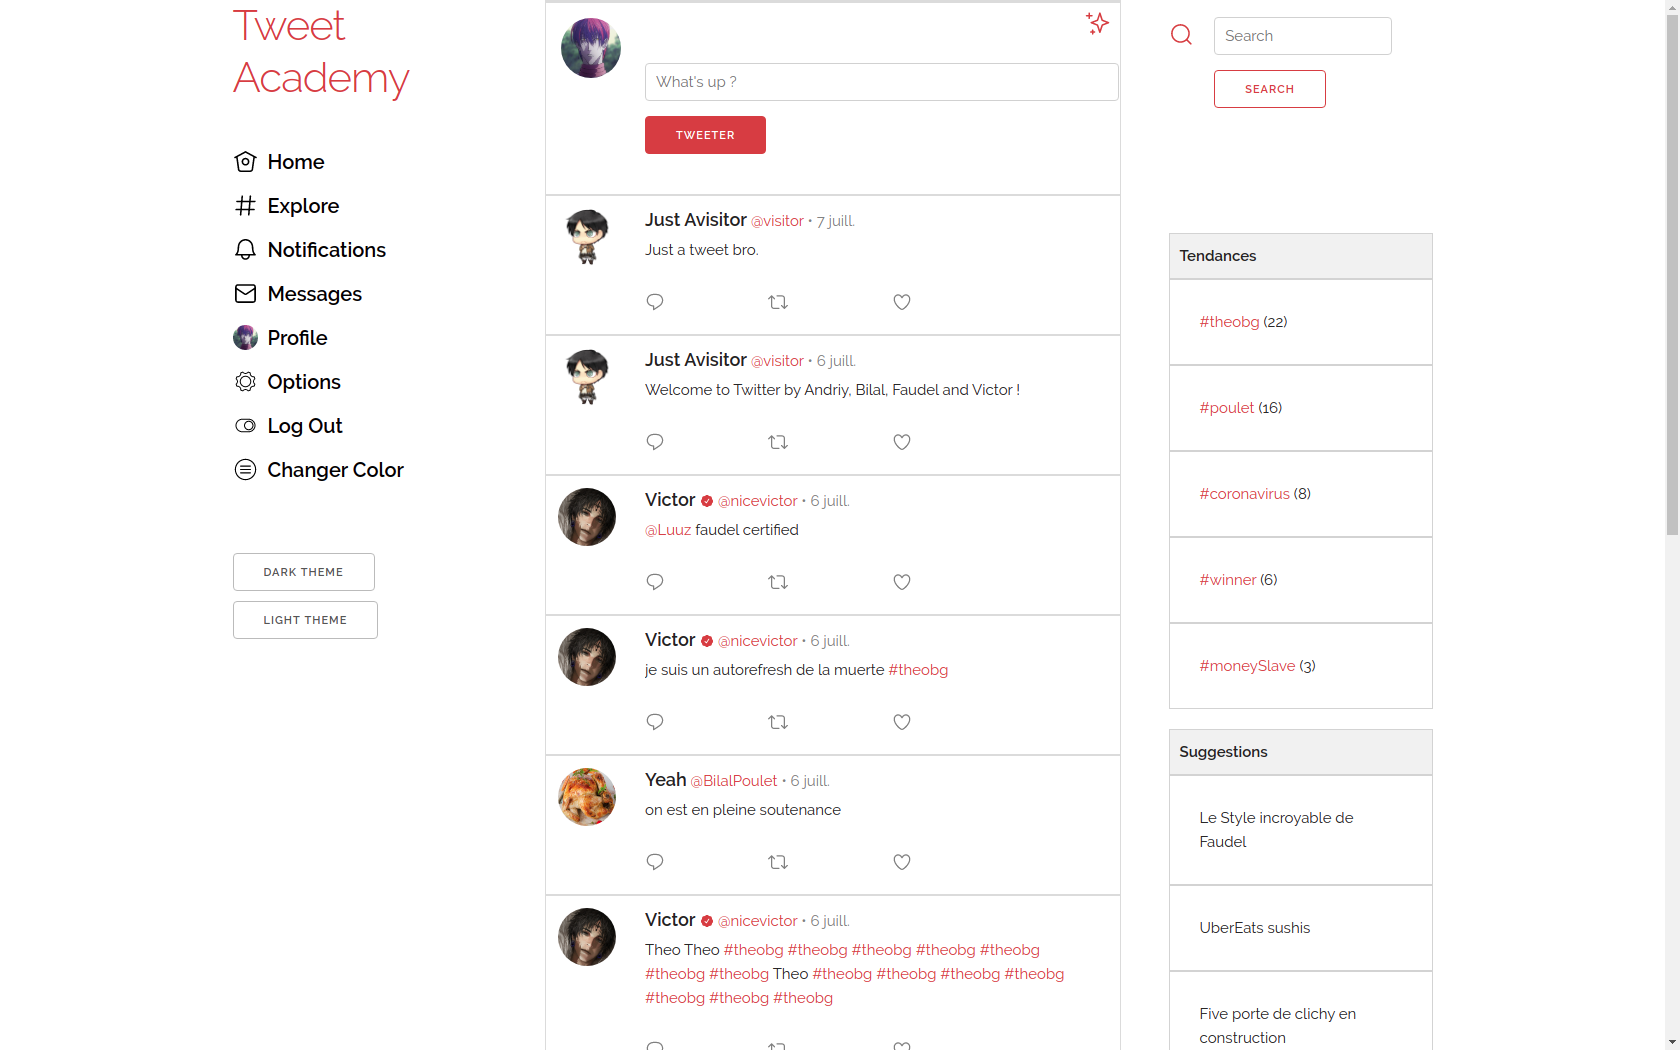 Tweet
Academy
Home
Explore
Notifications
Messages
Profile
Options
Log Out
Changer Color
DARK THEME
LIGHT THEME
What's up ?
TWEETER
Just Avisitor @visitor • 7 juill.
Just a tweet bro.
Just Avisitor @visitor • 6 juill.
Welcome to Twitter by Andriy, Bilal, Faudel and Victor !
Victor @nicevictor • 6 juill.
@Luuz faudel certified
Victor @nicevictor • 6 juill.
je suis un autorefresh de la muerte #theobg
Yeah @BilalPoulet • 6 juill.
on est en pleine soutenance
Victor @nicevictor • 6 juill.
Theo Theo #theobg #theobg #theobg #theobg #theobg
#theobg #theobg Theo #theobg #theobg #theobg #theobg
#theobg #theobg #theobg
Search
SEARCH
Tendances
#theobg (22)
#poulet (16)
#coronavirus (8)
#winner (6)
#moneySlave (3)
Suggestions
Le Style incroyable de
Faudel
UberEats sushis
Five porte de clichy en
construction